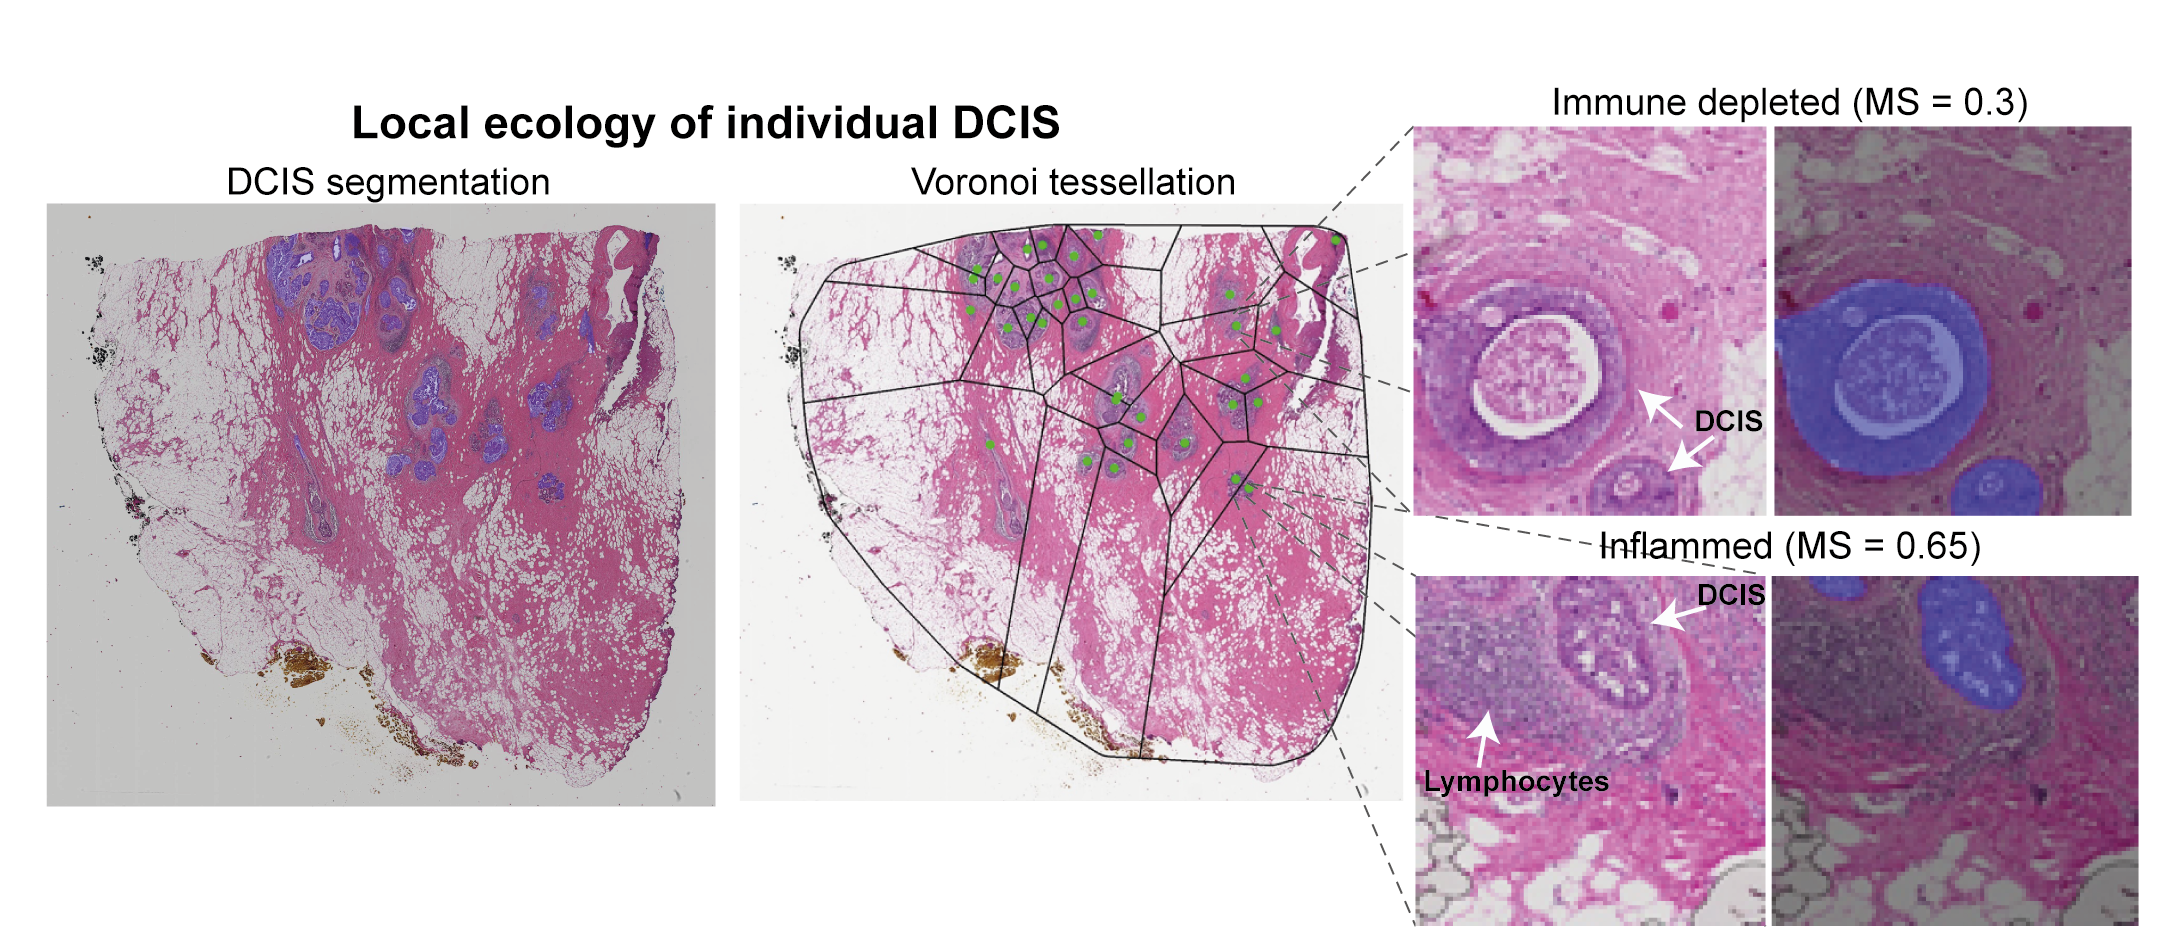 Local ecology of individual DCIS
DCIS segmentation
Voronoi tessellation
Immune depleted (MS = 0.3)
DCIS
Inflammed (MS = 0.65)
DCIS
Lymphocytes